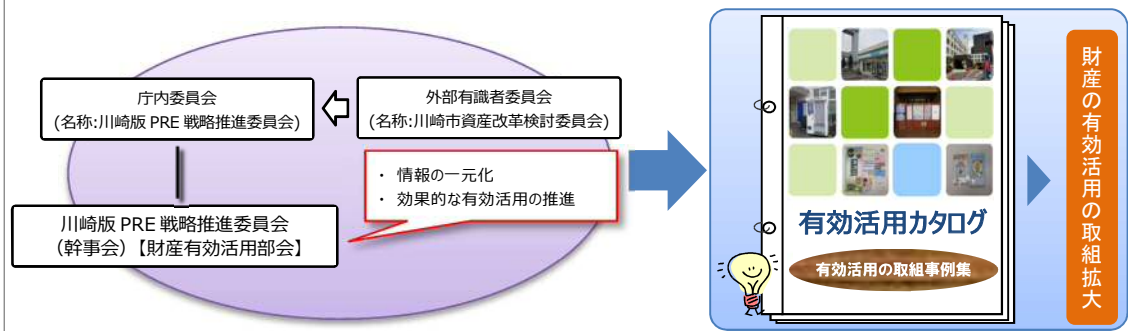 庁内委員会
(名称:川崎版 PRE 戦略推進委員会)
外部有識者委員会
(名称:川崎市資産改革検討委員会)
・ 情報の一元化
・ 効果的な有効活用の推進
川崎版 PRE 戦略推進委員会
（幹事会）【財産有効活用部会】
有効活用カタログ
有効活用の取組事例集
財産の有効活用の取組拡大